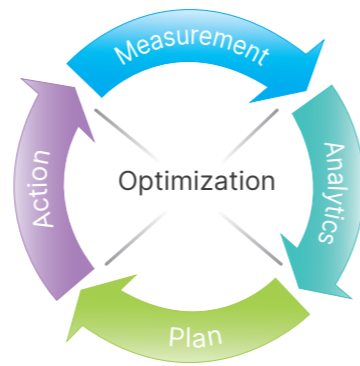 Measurement
Analytics
Plan
Action
Optimization